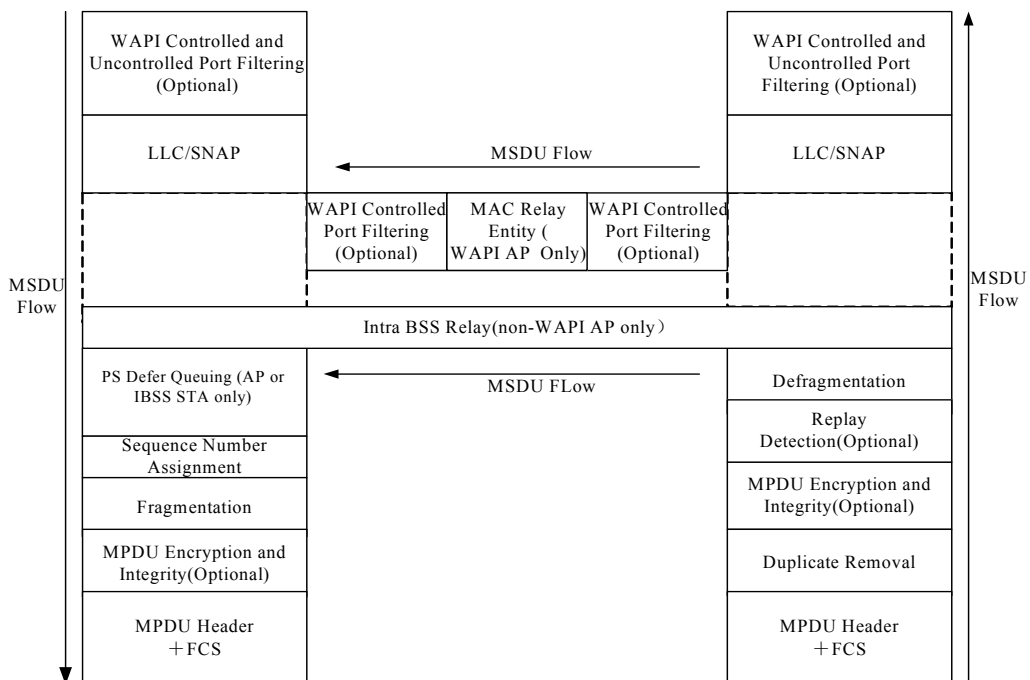 WAPI Controlled and
Uncontrolled Port Filtering
(Optional)
WAPI Controlled and
Uncontrolled Port
Filtering (Optional)
LLC/SNAP
MSDU Flow
LLC/SNAP
WAPI Controlled
Port Filtering
(Optional)
MAC Relay
Entity (
WAPI AP Only)
WAPI Controlled
Port Filtering
(Optional)
MSDU
Flow
MSDU
Flow
Intra BSS Relay(non-WAPI AP only）
PS Defer Queuing (AP or
IBSS STA only)
MSDU FLow
Defragmentation
Replay
Detection(Optional)
Sequence Number
Assignment
Fragmentation
MPDU Encryption and
Integrity(Optional)
MPDU Encryption and
Integrity(Optional)
Duplicate Removal
MPDU Header
＋FCS
MPDU Header
＋FCS